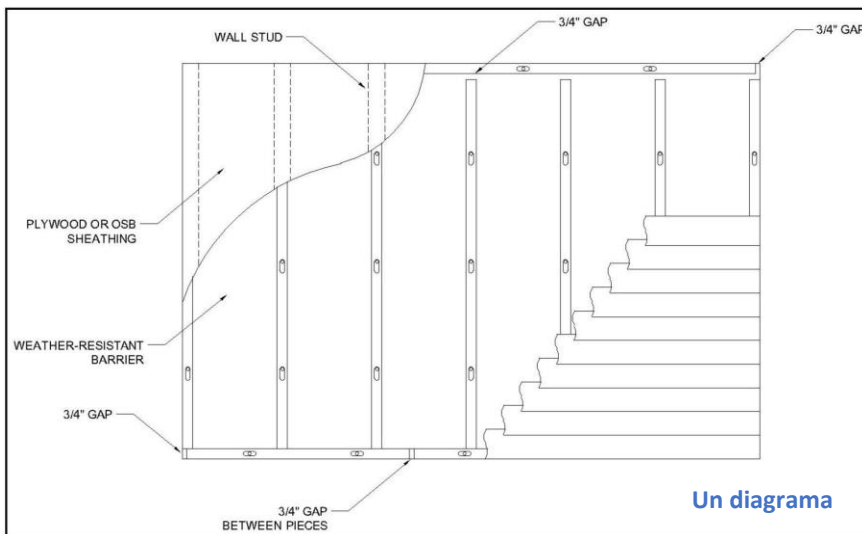 3/4" GAP
3/4" GAP
WALL STUD
PLYWOOD OR OSB
SHEATHING
WEATHER-RESISTANT
BARRIER
3/4" GAP
3/4" GAP
BETWEEN PIECES
Un diagrama